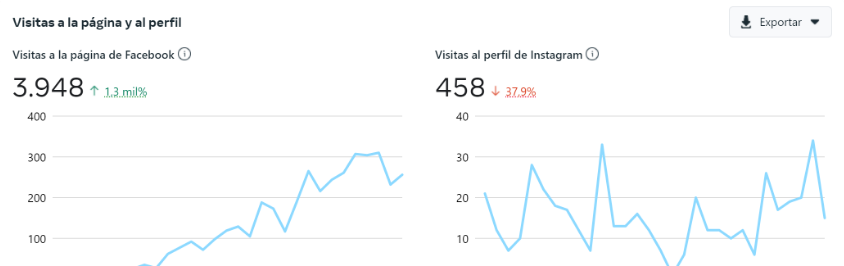 Visitas a la página y al perfil
Exportar
Visitas a la página de Facebook
3.948 ↑ 1,3 mil%
400
300
200
100
Visitas al perfil de Instagram
458 ↓ 37,9%
40
30
20
10